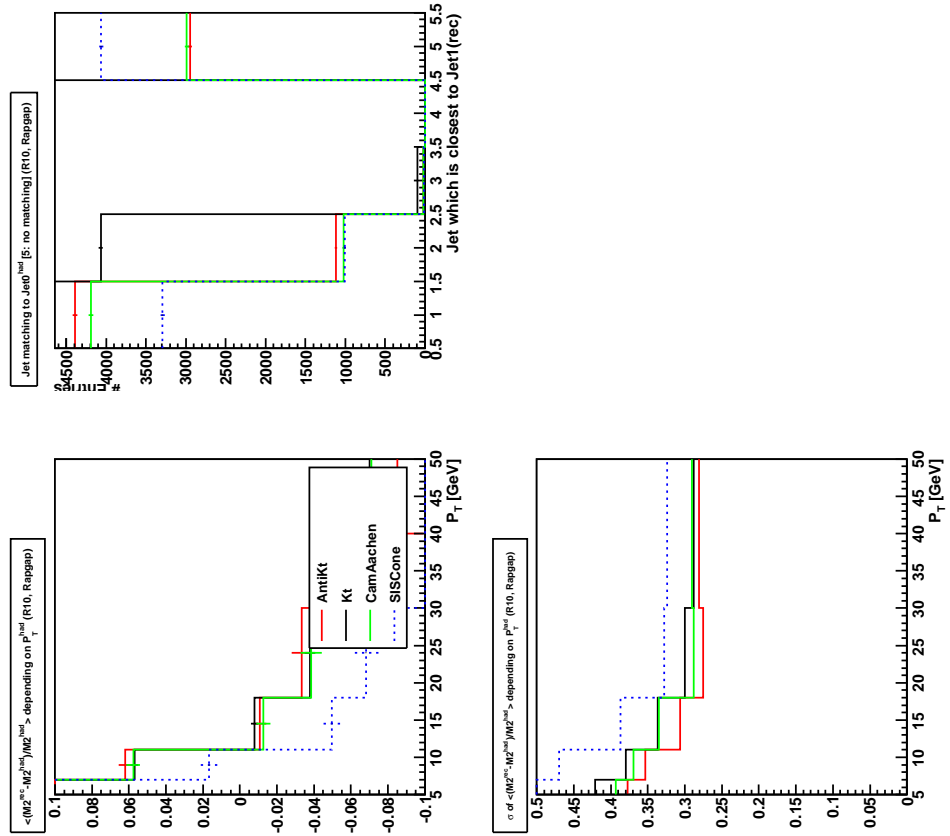 <(M2^rec-M2^had)/M2^had> depending on P_T^had (R10, Rapgap)
0.1
0.08
0.06
0.04
0.02
0
-0.02
-0.04
-0.06
-0.08
-0.1
5 10 15 20 25 30 35 40 45 50
P_T [GeV]
AntiKt
Kt
CamAachen
SISCone
Jet matching to Jet0^had [5: no matching] (R10, Rapgap)
# Entries
4500
4000
3500
3000
2500
2000
1500
1000
500
0
0.5 1 1.5 2 2.5 3 3.5 4 4.5 5 5.5
Jet which is closest to Jet1(rec)
σ of <(M2^rec-M2^had)/M2^had> depending on P_T^had (R10, Rapgap)
0.5
0.45
0.4
0.35
0.3
0.25
0.2
0.15
0.1
0.05
0
5 10 15 20 25 30 35 40 45 50
P_T [GeV]